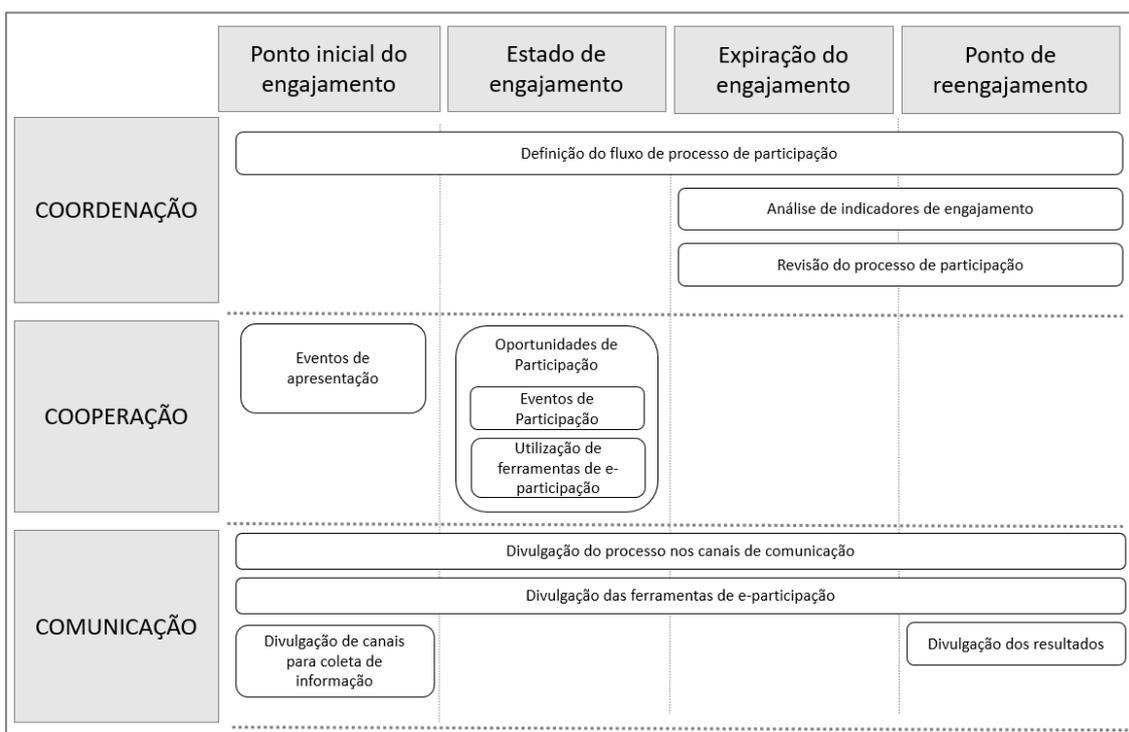 Ponto inicial do
engajamento
Estado de
engajamento
Expiração do
engajamento
Ponto de
reengajamento
COORDENAÇÃO
Definição do fluxo de processo de participação
Análise de indicadores de engajamento
Revisão do processo de participação
COOPERAÇÃO
Eventos de
apresentação
Oportunidades de
Participação
Eventos de
Participação
Utilização de
ferramentas de e-
participação
COMUNICAÇÃO
Divulgação do processo nos canais de comunicação
Divulgação das ferramentas de e-participação
Divulgação de canais
para coleta de
informação
Divulgação dos resultados